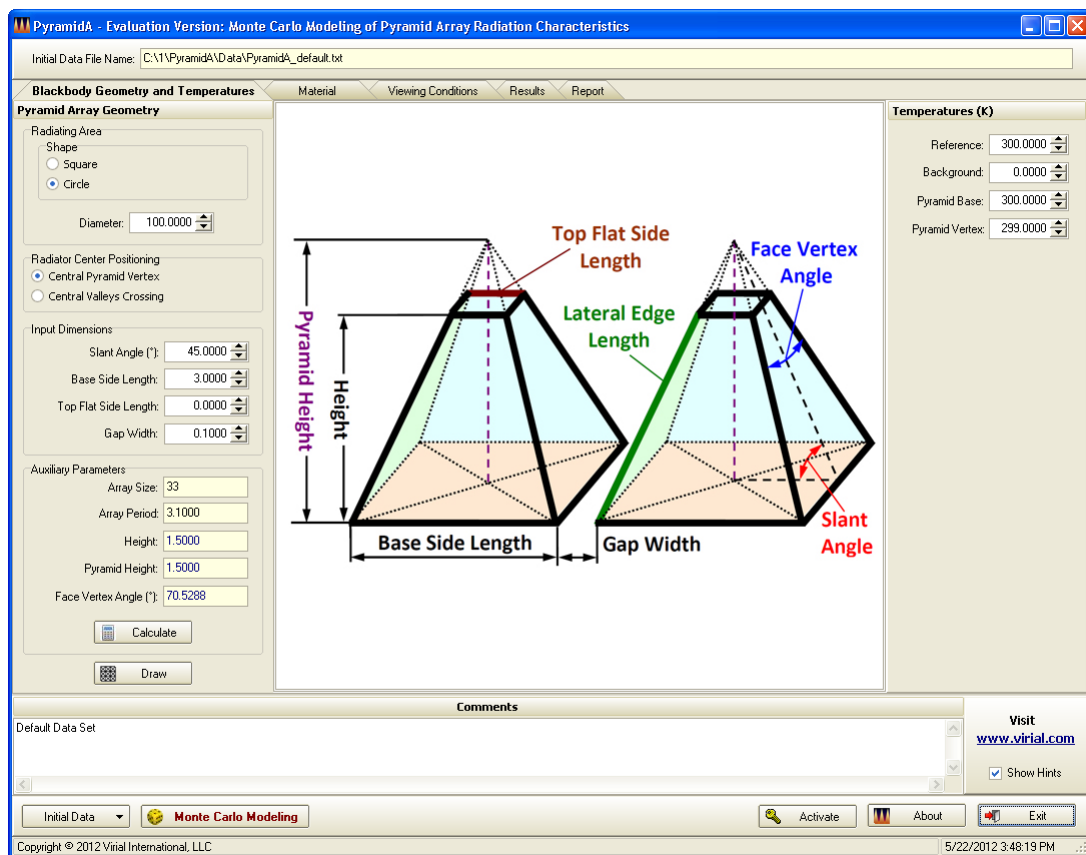 PyramidA - Evaluation Version: Monte Carlo Modeling of Pyramid Array Radiation Characteristics
Initial Data File Name: C:\1\PyramidA\Data\PyramidA_default.txt
Blackbody Geometry and Temperatures
Material
Viewing Conditions
Results
Report
Pyramid Array Geometry
Radiating Area
Shape
Square
Circle
Diameter: 100.0000
Radiator Center Positioning
Central Pyramid Vertex
Central Valleys Crossing
Input Dimensions
Slant Angle (°): 45.0000
Base Side Length: 3.0000
Top Flat Side Length: 0.0000
Gap Width: 0.1000
Auxiliary Parameters
Array Size: 33
Array Period: 3.1000
Height: 1.5000
Pyramid Height: 1.5000
Face Vertex Angle (°): 70.5288
Calculate
Draw
Top Flat Side
Length
Face Vertex
Angle
Lateral Edge
Length
Pyramid Height
Height
Base Side Length
Gap Width
Slant
Angle
Temperatures (K)
Reference: 300.0000
Background: 0.0000
Pyramid Base: 300.0000
Pyramid Vertex: 299.0000
Comments
Default Data Set
Visit
www.virial.com
Show Hints
Initial Data
Monte Carlo Modeling
Activate
About
Exit
Copyright © 2012 Virial International, LLC
5/22/2012 3:48:19 PM